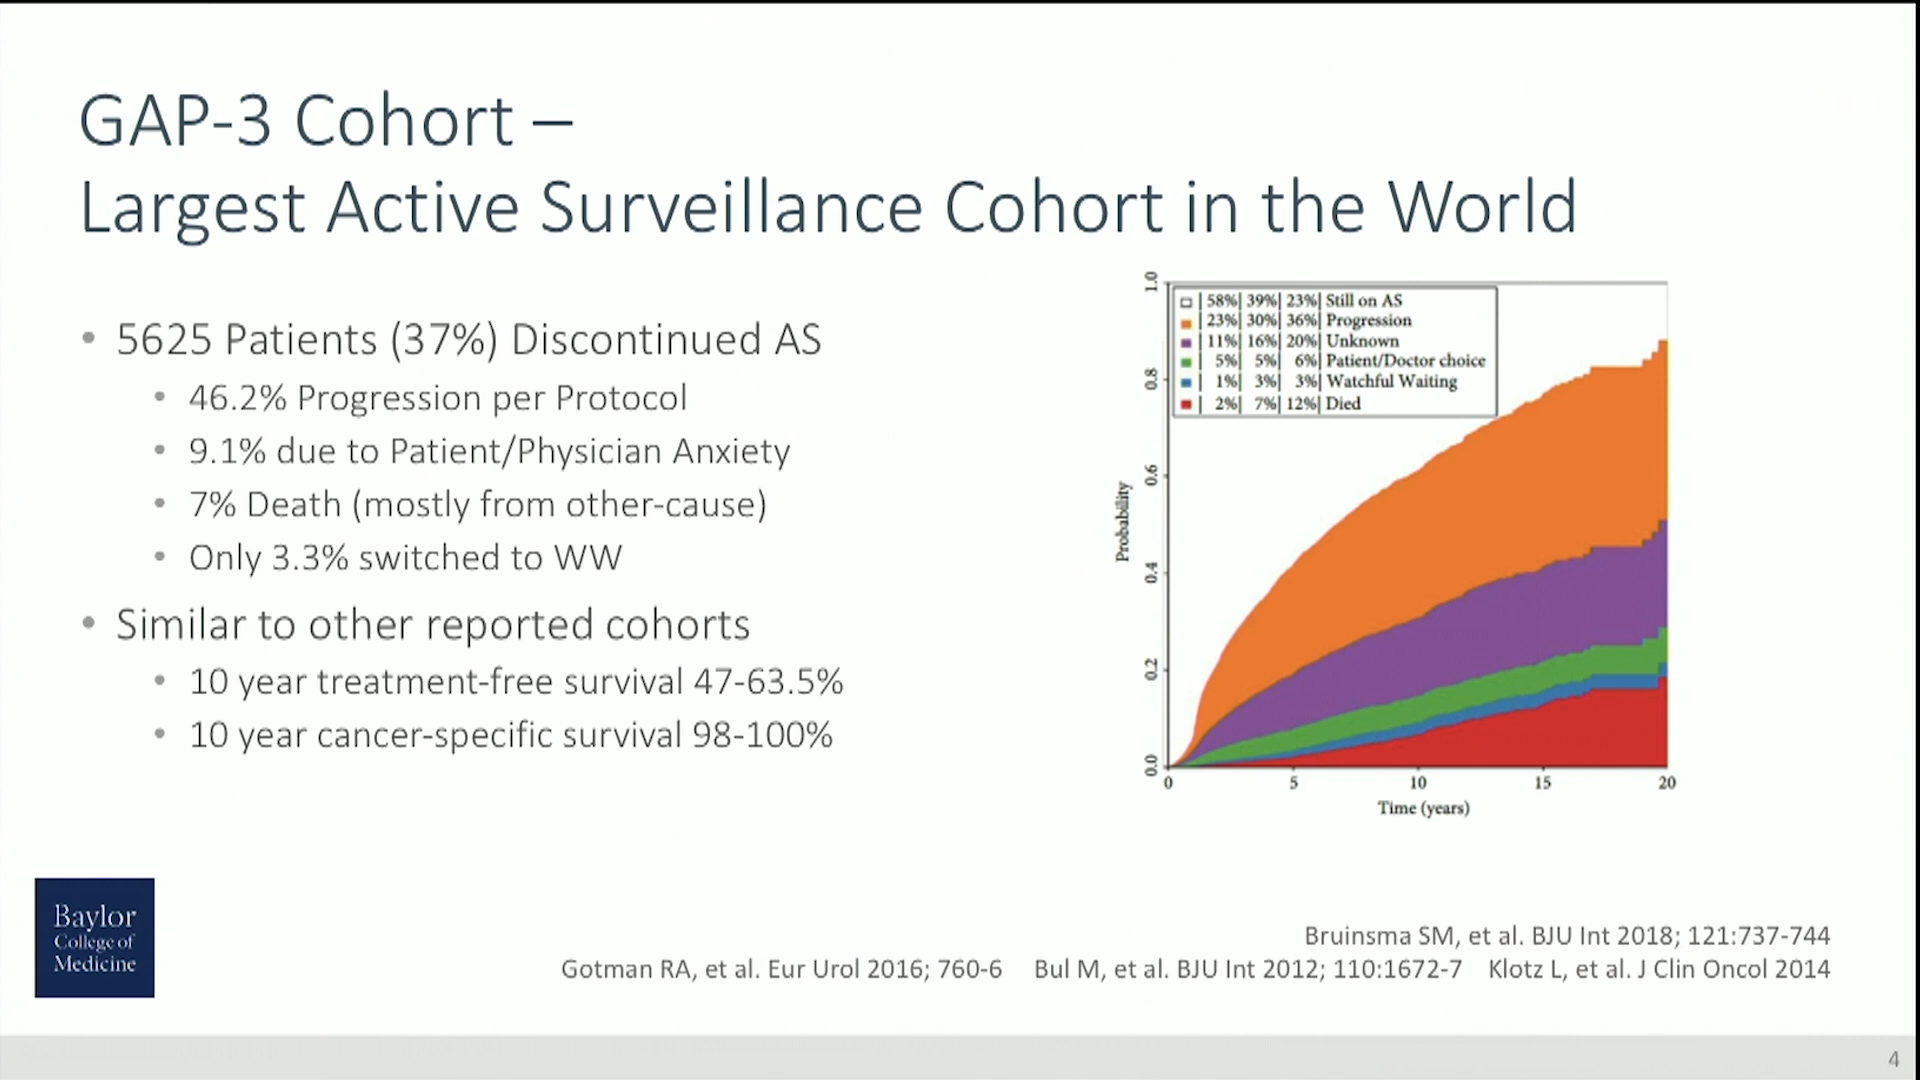 GAP-3 Cohort –
Largest Active Surveillance Cohort in the World
• 5625 Patients (37%) Discontinued AS
• 46.2% Progression per Protocol
• 9.1% due to Patient/Physician Anxiety
• 7% Death (mostly from other-cause)
• Only 3.3% switched to WW
• Similar to other reported cohorts
• 10 year treatment-free survival 47-63.5%
• 10 year cancer-specific survival 98-100%
| 58%| 39%| 23%| Still on AS
| 23%| 30%| 36%| Progression
| 11%| 16%| 20%| Unknown
| 5%| 5%| 6%| Patient/Doctor choice
| 1%| 3%| 3%| Watchful Waiting
| 2%| 7%| 12%| Died
1.0
0.8
0.6
0.4
0.2
0.0
Probability
0 5 10 15 20
Time (years)
Baylor
College of
Medicine
Bruinsma SM, et al. BJU Int 2018; 121:737-744
Gotman RA, et al. Eur Urol 2016; 760-6 Bul M, et al. BJU Int 2012; 110:1672-7 Klotz L, et al. J Clin Oncol 2014
4